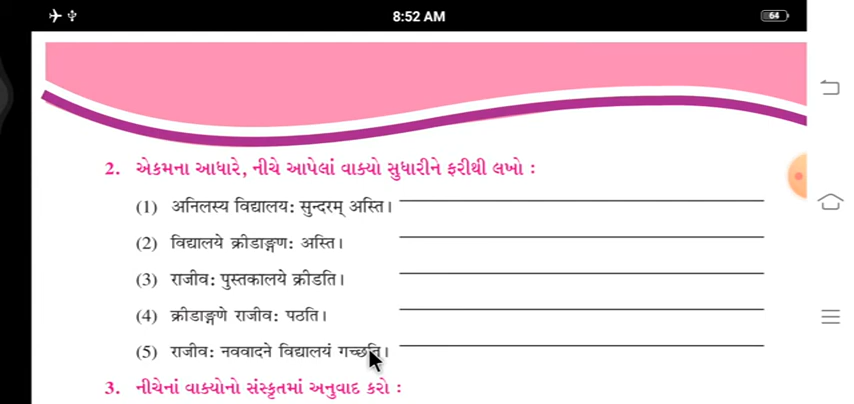 8:52 AM
64
2. એકમના આધારે, નીચે આપેલાં વાક્યો સુધારીને ફરીથી લખો :
(1) अनिलस्य विद्यालय: सुन्दरम् अस्ति।
(2) विद्यालये क्रीडाङ्गण: अस्ति।
(3) राजीव: पुस्तकालये क्रीडति।
(4) क्रीडाङ्गणे राजीव: पठति।
(5) राजीव: नववादने विद्यालयं गच्छति।
3. નીચેનાં વાક્યોનો સંસ્કૃતમાં અનુવાદ કરો :